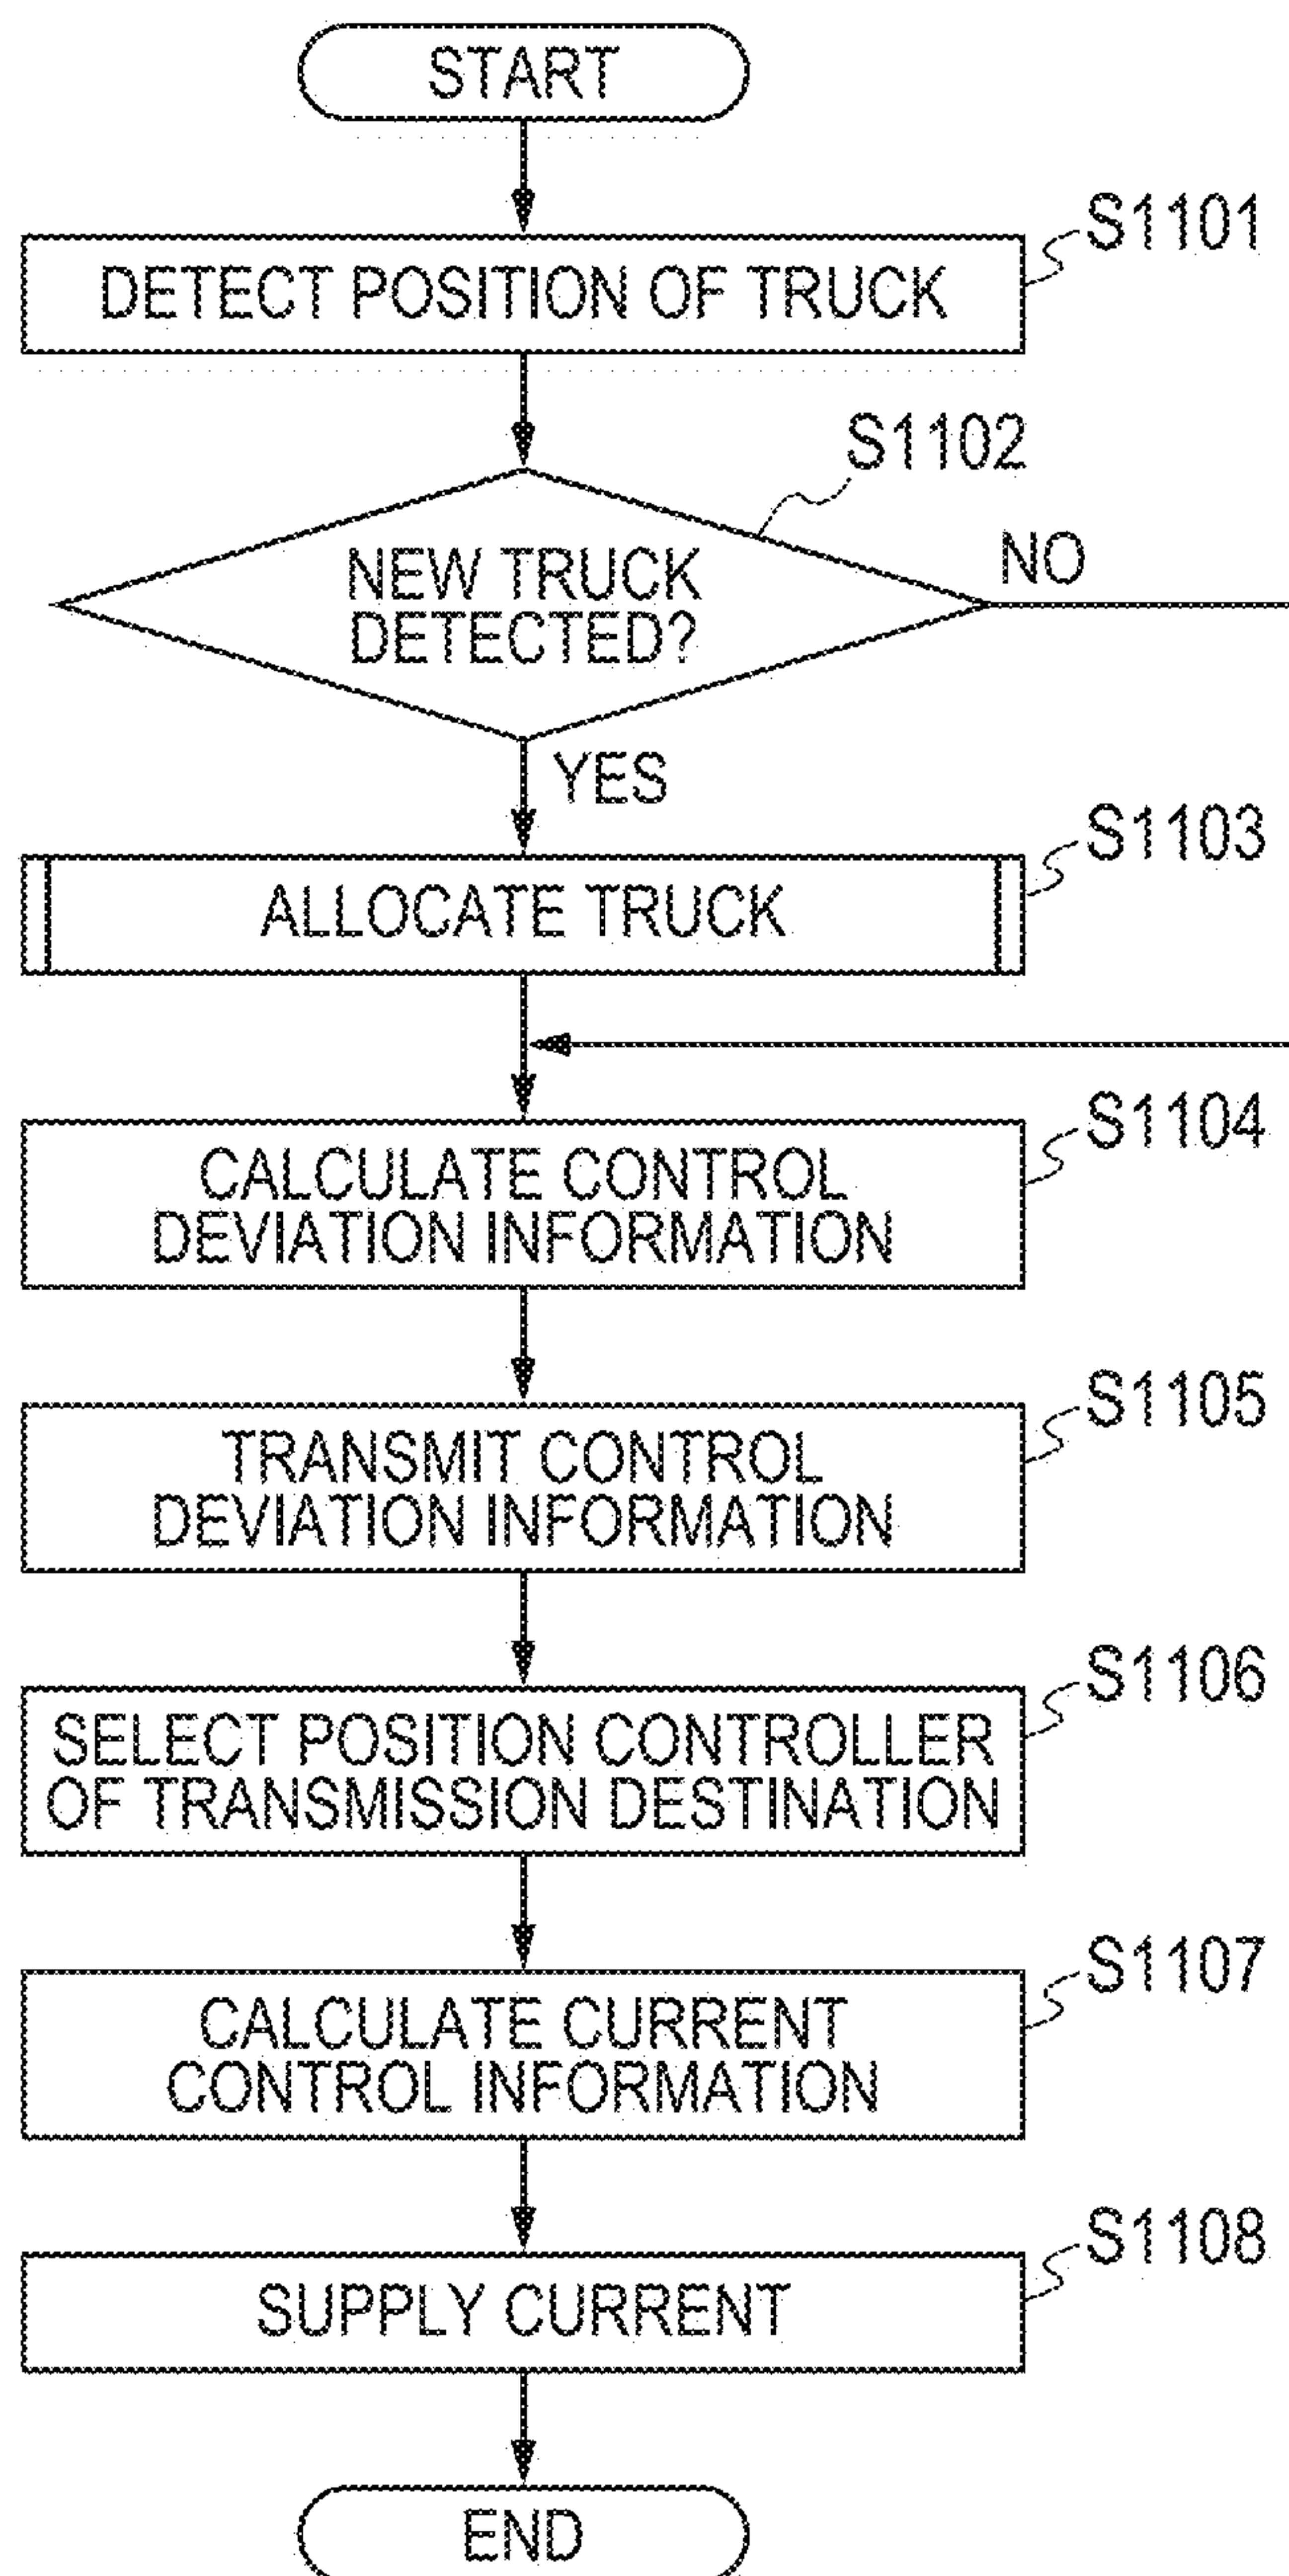 START
S1101
DETECT POSITION OF TRUCK
S1102
NEW TRUCK
DETECTED?
NO
YES
S1103
ALLOCATE TRUCK
S1104
CALCULATE CONTROL
DEVIATION INFORMATION
S1105
TRANSMIT CONTROL
DEVIATION INFORMATION
S1106
SELECT POSITION CONTROLLER
OF TRANSMISSION DESTINATION
S1107
CALCULATE CURRENT
CONTROL INFORMATION
S1108
SUPPLY CURRENT
END